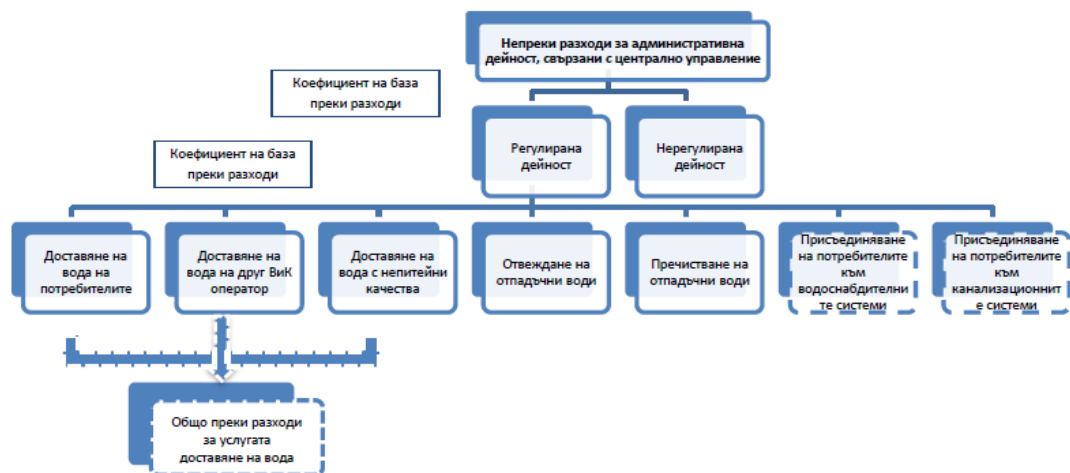 Непреки разходи за административна
дейност, свързани с централно управление
Коефициент на база
преки разходи
Коефициент на база
преки разходи
Регулирана
дейност
Нерегулирана
дейност
Доставяне на
вода на
потребителите
Доставяне на
вода на друг ВиК
оператор
Доставяне на
вода с непитейни
качества
Отвеждане на
отпадъчни води
Пречистване на
отпадъчни води
Присъединяване
на потребителите
към
водоснабдителни
те системи
Присъединяване
на потребителите
към
канализационнит
е системи
Общо преки разходи
за услугата
доставяне на вода